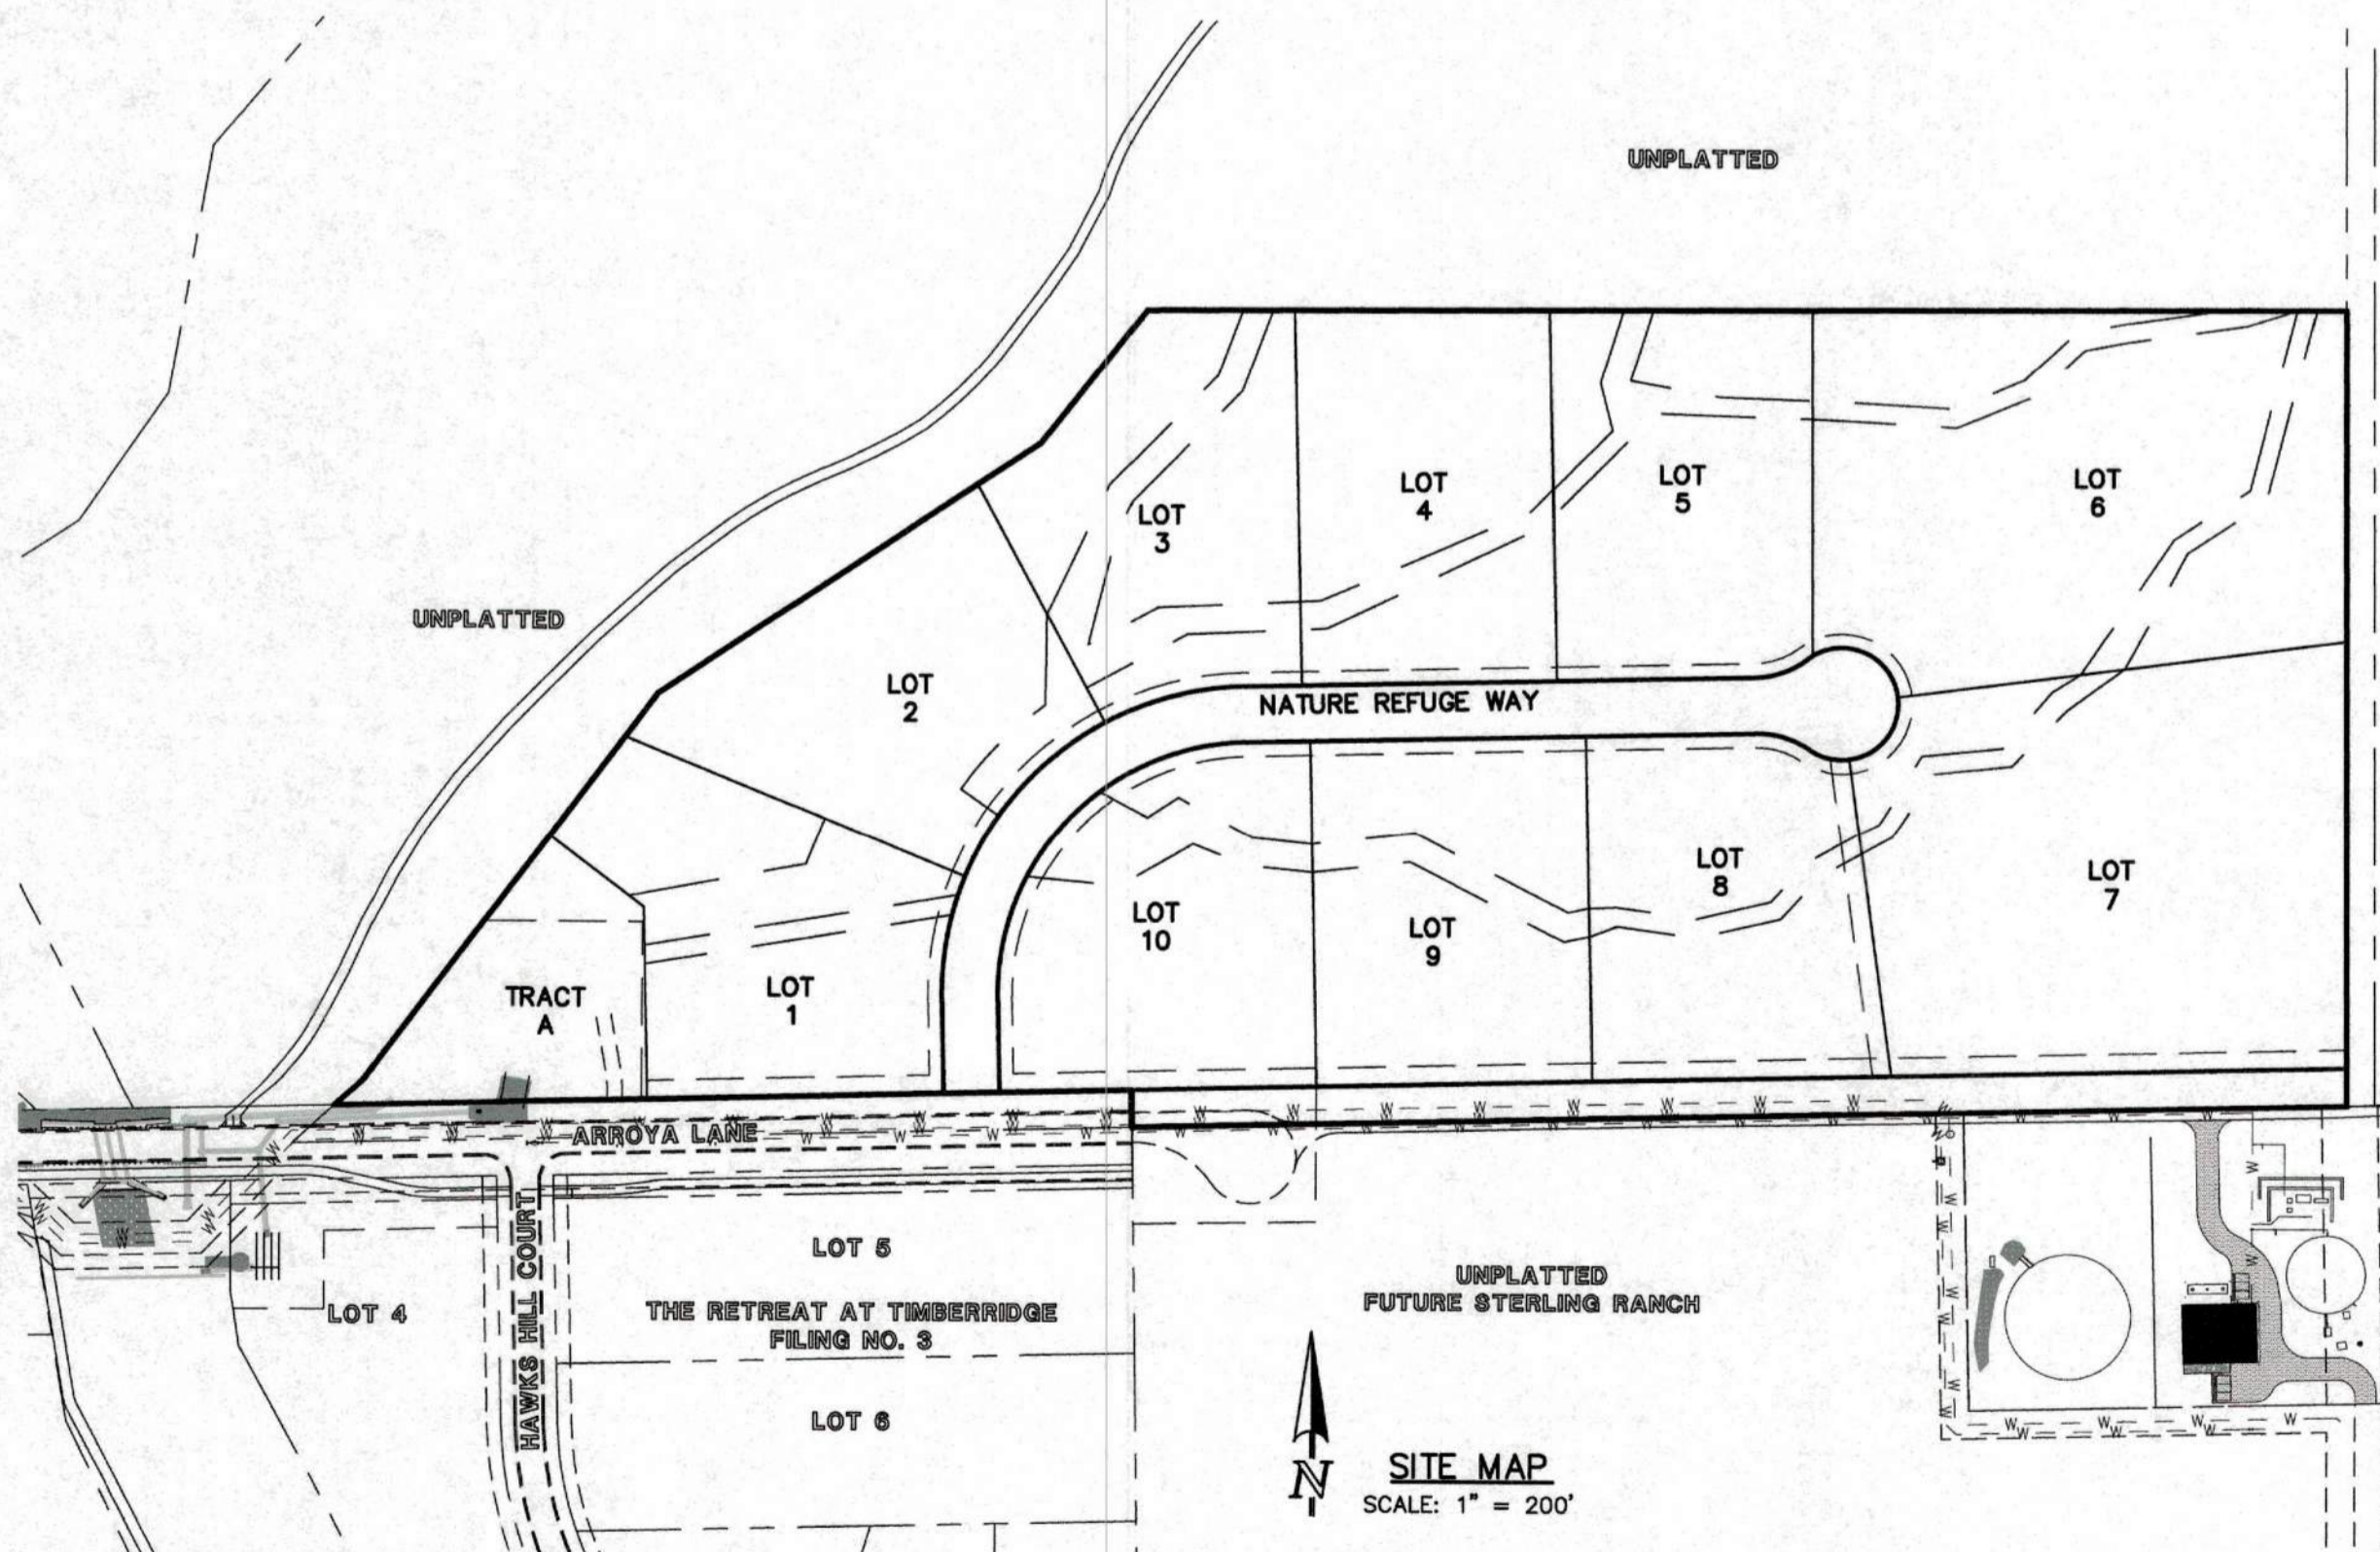 UNPLATTED
LOT
3
LOT
4
LOT
5
LOT
6
UNPLATTED
LOT
2
NATURE REFUGE WAY
LOT
10
LOT
9
LOT
8
LOT
7
TRACT
A
LOT
1
ARROYA LANE
HAWKS HILL COURT
LOT 4
LOT 5
THE RETREAT AT TIMBERRIDGE
FILING NO. 3
LOT 6
UNPLATTED
FUTURE STERLING RANCH
N
SITE MAP
SCALE: 1" = 200'